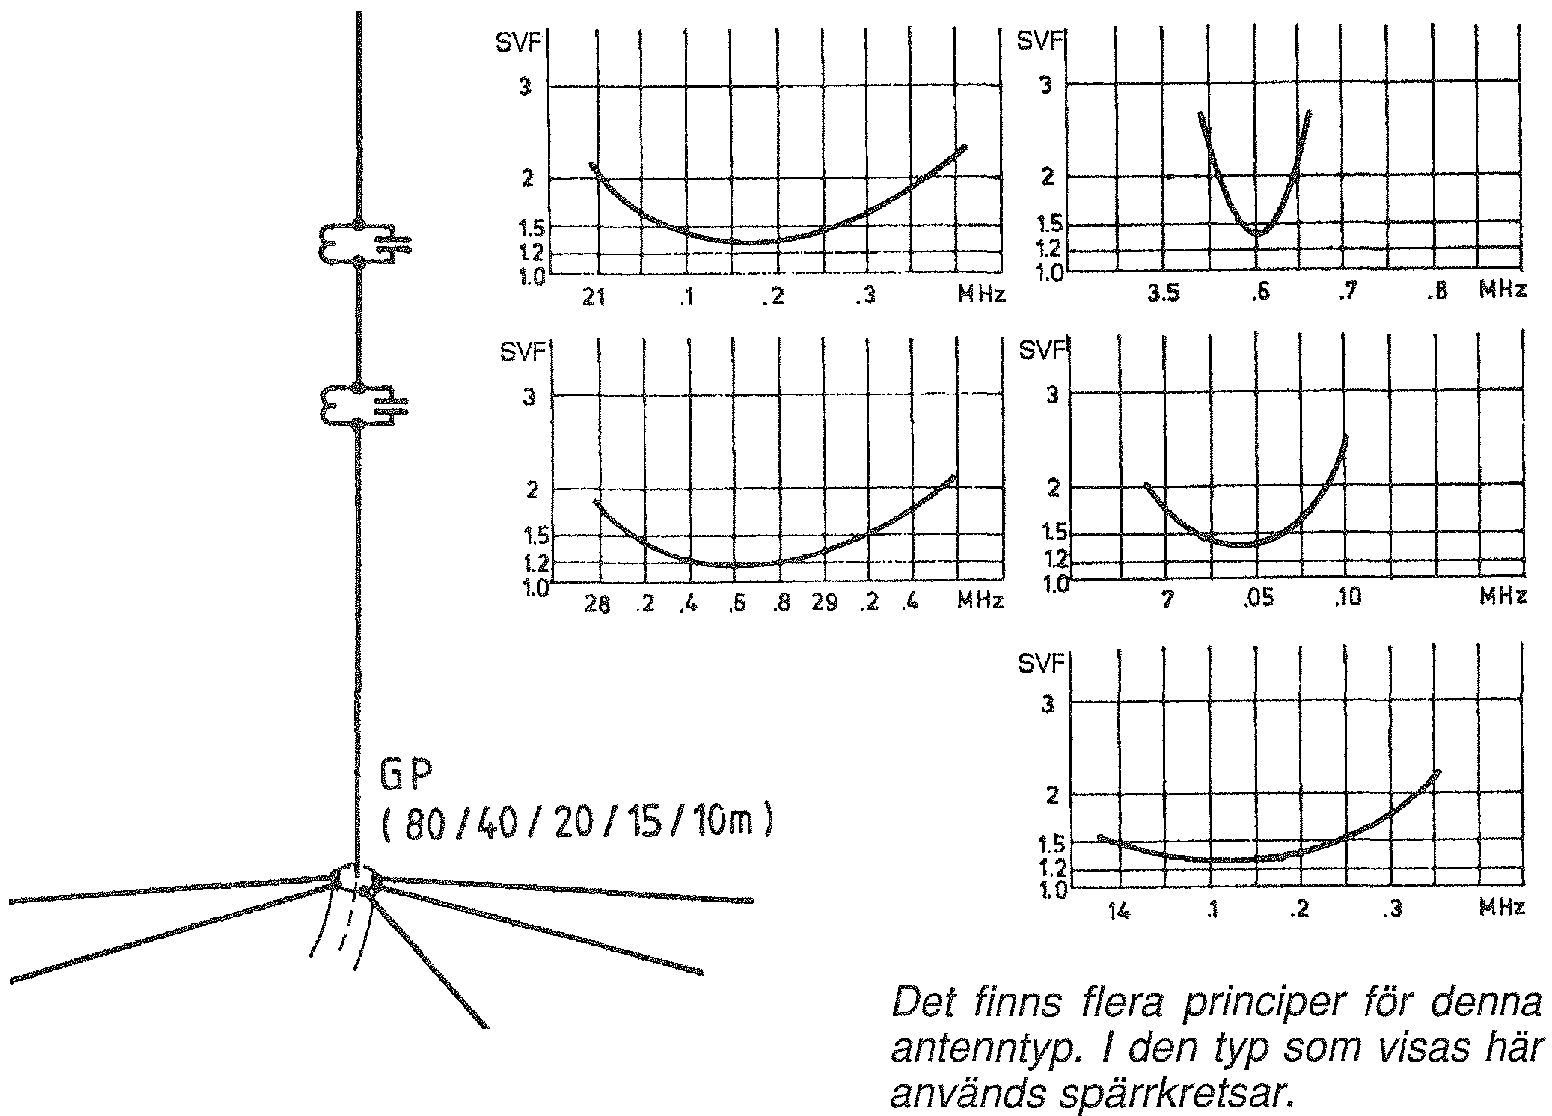 SVF
3
2
1.5
1.2
1.0
21 .1 .2 .3 MHz
SVF
3
2
1.5
1.2
1.0
3.5 .6 .7 .8 MHz
SVF
3
2
1.5
1.2
1.0
28 .2 .4 .6 .8 29 .2 .4 MHz
SVF
3
2
1.5
1.2
1.0
7 .05 .10 MHz
SVF
3
2
1.5
1.2
1.0
14 .1 .2 .3 MHz
GP
(80/40/20/15/10m)
Det finns flera principer för denna
antenntyp. I den typ som visas här
används spärrkretsar.